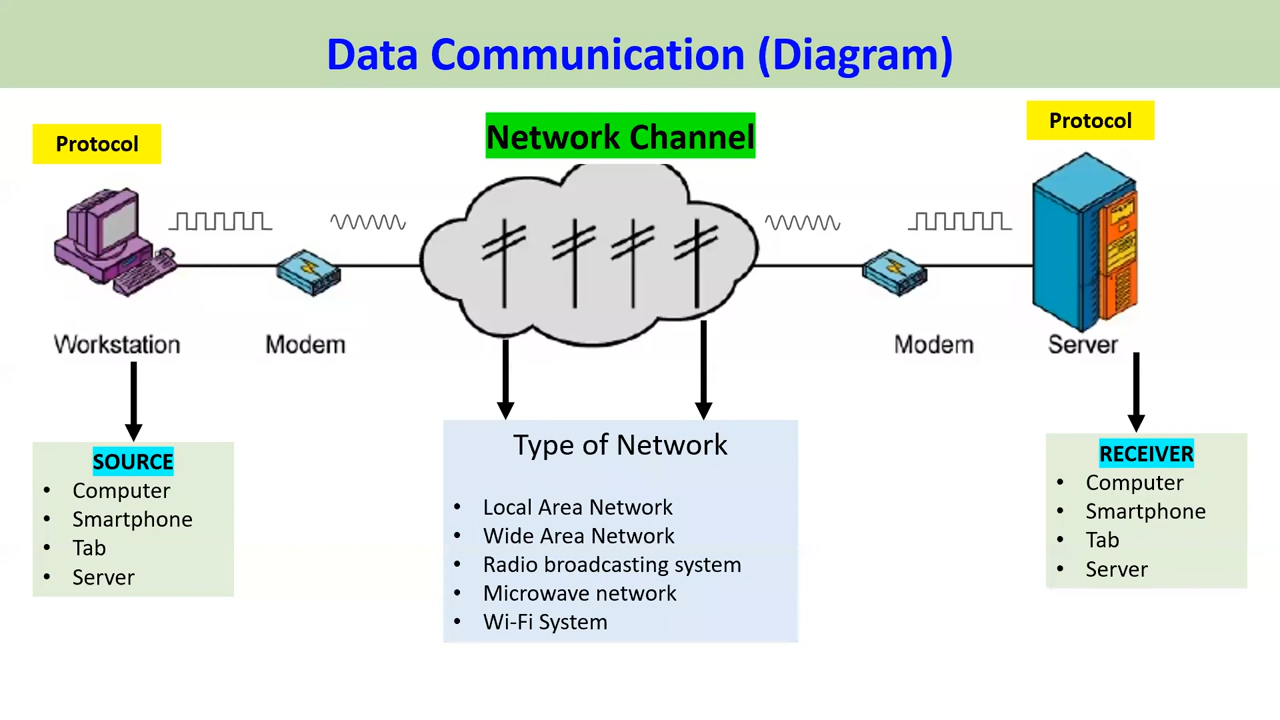 Data Communication (Diagram)
Protocol
Network Channel
Protocol
Workstation
Modem
Modem
Server
SOURCE
• Computer
• Smartphone
• Tab
• Server
Type of Network
• Local Area Network
• Wide Area Network
• Radio broadcasting system
• Microwave network
• Wi-Fi System
RECEIVER
• Computer
• Smartphone
• Tab
• Server